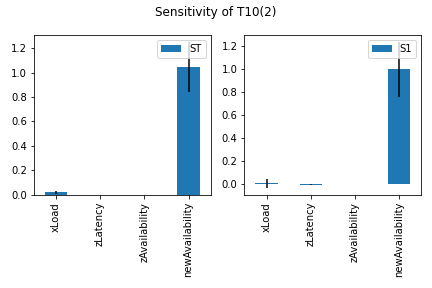 Sensitivity of T10(2)
ST
1.2
1.0
0.8
0.6
0.4
0.2
0.0
xLoad
zLatency
zAvailability
newAvailability
S1
1.2
1.0
0.8
0.6
0.4
0.2
0.0
xLoad
zLatency
zAvailability
newAvailability